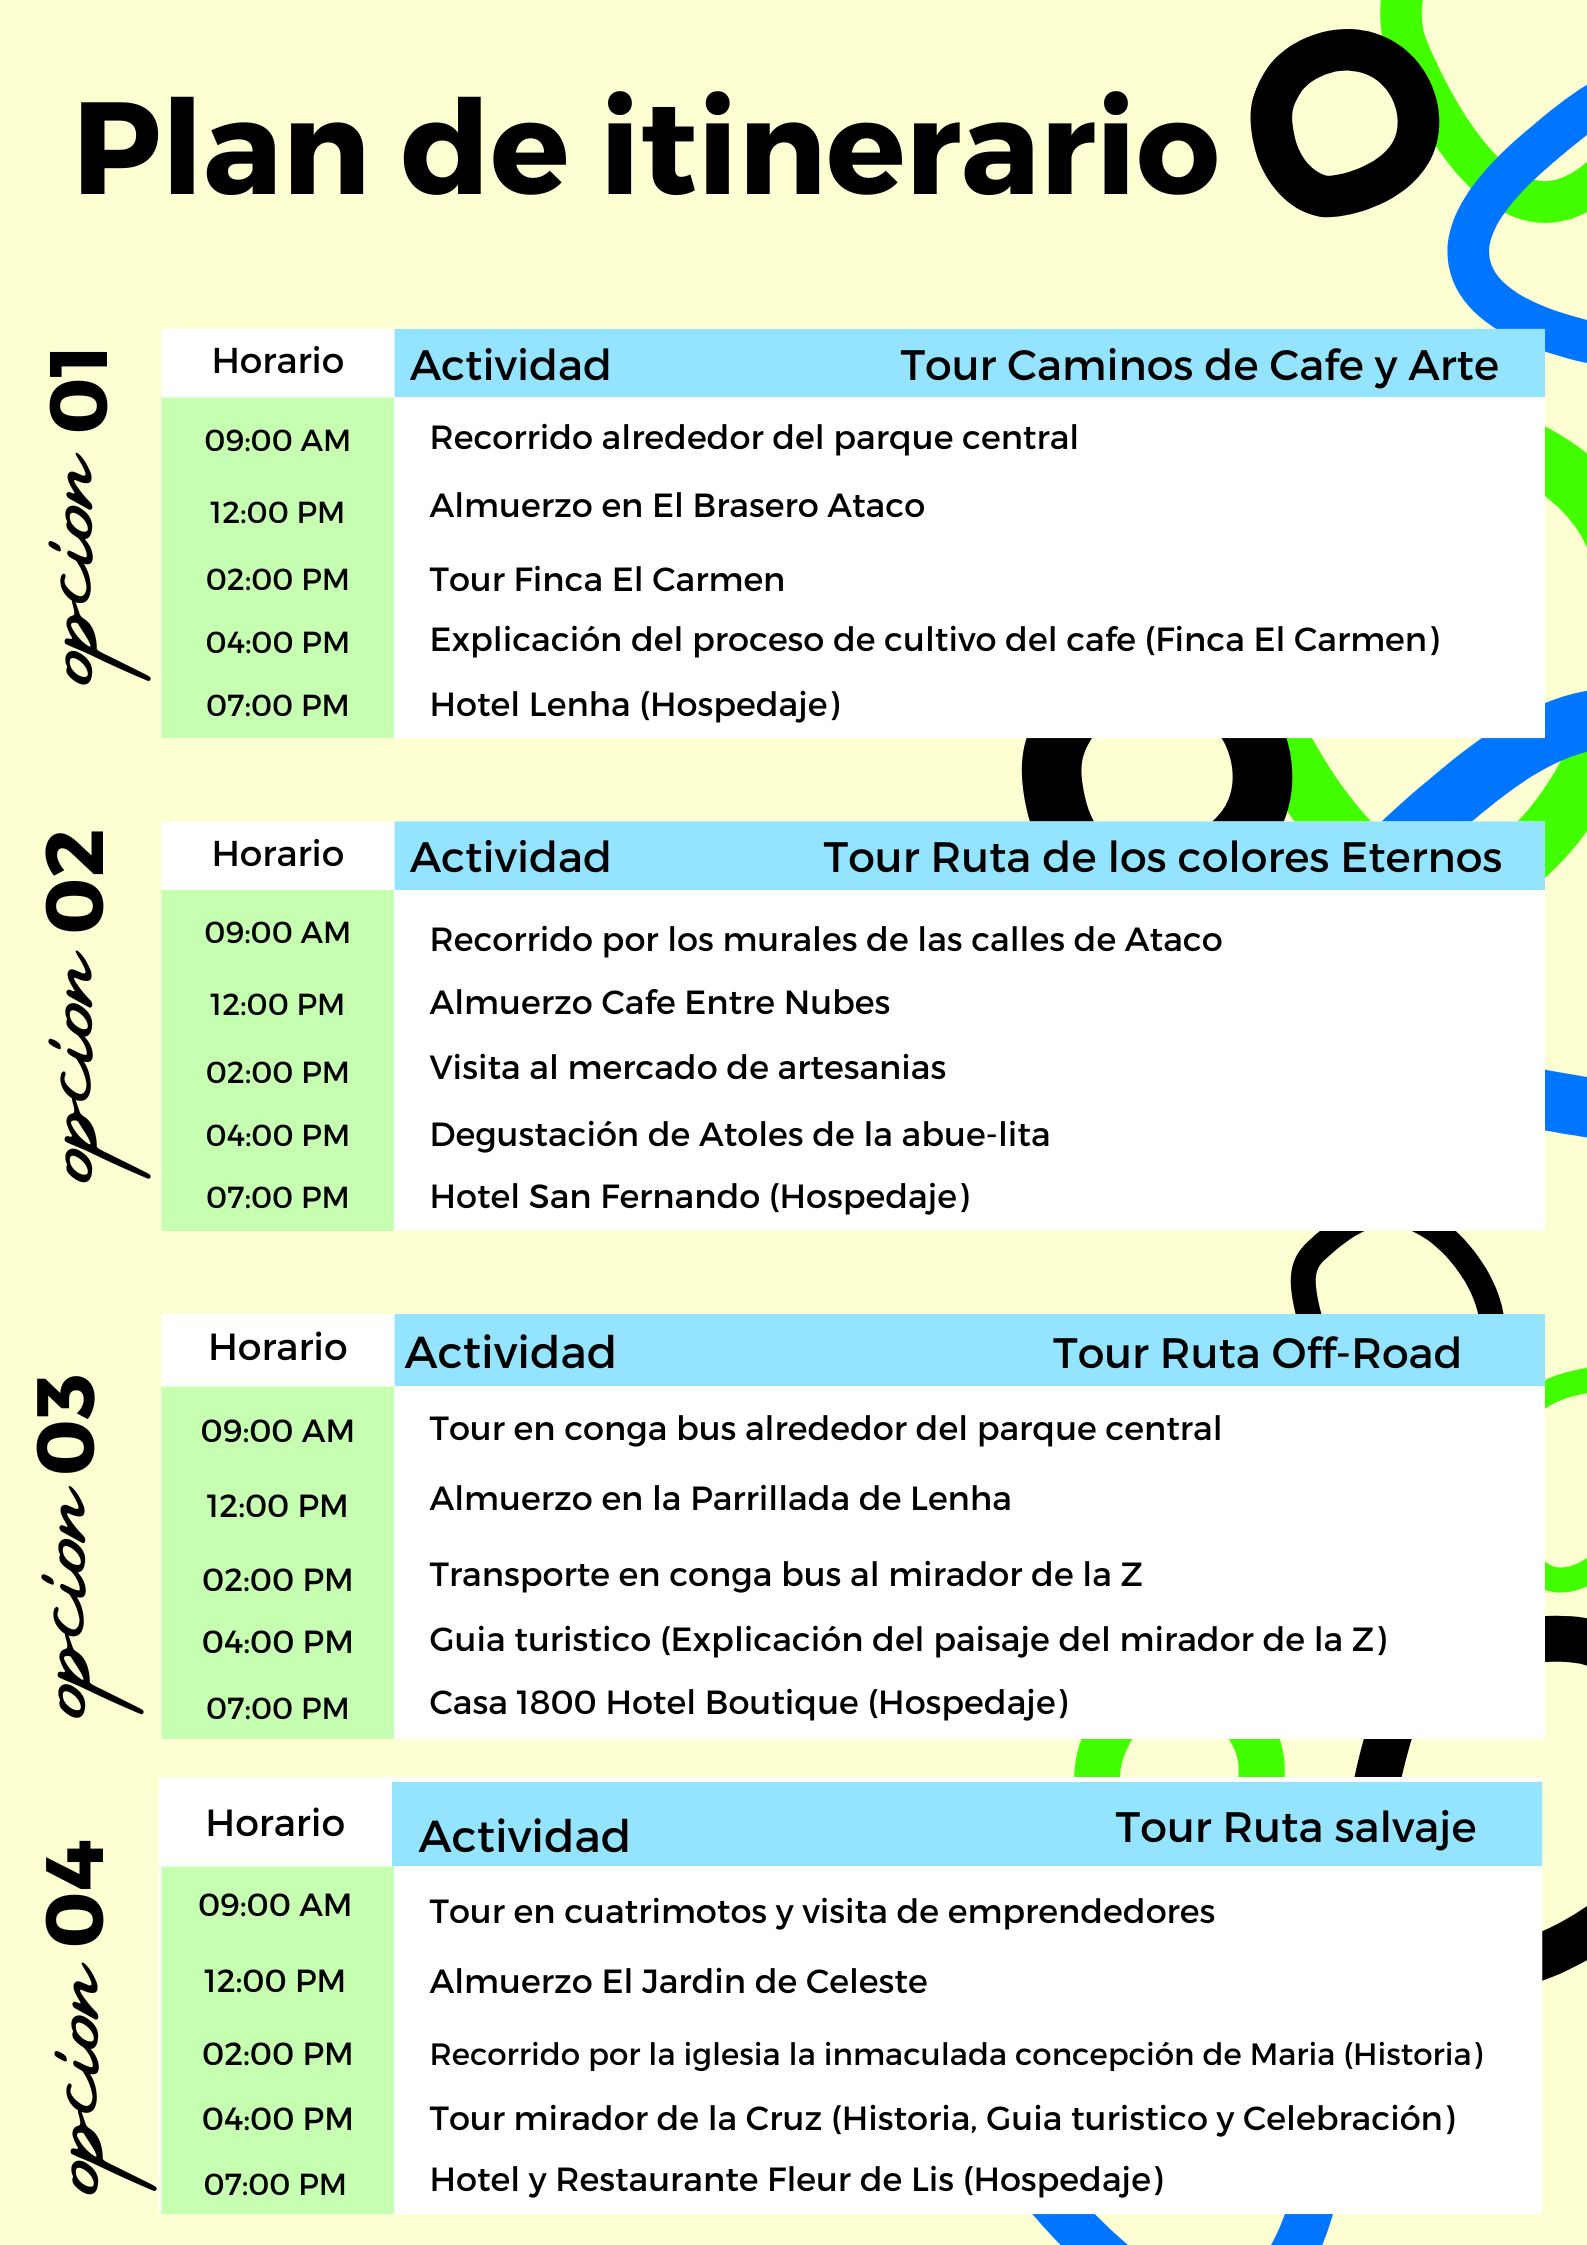 Plan de itinerario
opcion 01
Horario Actividad Tour Caminos de Cafe y Arte
09:00 AM Recorrido alrededor del parque central
12:00 PM Almuerzo en El Brasero Ataco
02:00 PM Tour Finca El Carmen
04:00 PM Explicación del proceso de cultivo del cafe (Finca El Carmen)
07:00 PM Hotel Lenha (Hospedaje)
opcion 02
Horario Actividad Tour Ruta de los colores Eternos
09:00 AM Recorrido por los murales de las calles de Ataco
12:00 PM Almuerzo Cafe Entre Nubes
02:00 PM Visita al mercado de artesanias
04:00 PM Degustación de Atoles de la abue-lita
07:00 PM Hotel San Fernando (Hospedaje)
opcion 03
Horario Actividad Tour Ruta Off-Road
09:00 AM Tour en conga bus alrededor del parque central
12:00 PM Almuerzo en la Parrillada de Lenha
02:00 PM Transporte en conga bus al mirador de la Z
04:00 PM Guia turistico (Explicación del paisaje del mirador de la Z)
07:00 PM Casa 1800 Hotel Boutique (Hospedaje)
opcion 04
Horario Actividad Tour Ruta salvaje
09:00 AM Tour en cuatrimotos y visita de emprendedores
12:00 PM Almuerzo El Jardin de Celeste
02:00 PM Recorrido por la iglesia la inmaculada concepción de Maria (Historia)
04:00 PM Tour mirador de la Cruz (Historia, Guia turistico y Celebración)
07:00 PM Hotel y Restaurante Fleur de Lis (Hospedaje)